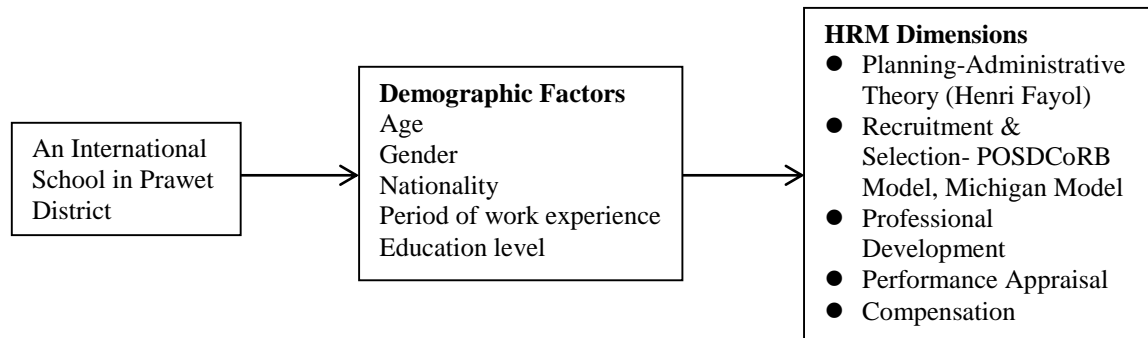 An International
School in Prawet
District
Demographic Factors
Age
Gender
Nationality
Period of work experience
Education level
HRM Dimensions
● Planning-Administrative
Theory (Henri Fayol)
● Recruitment &
Selection- POSDCoRB
Model, Michigan Model
● Professional
Development
● Performance Appraisal
● Compensation